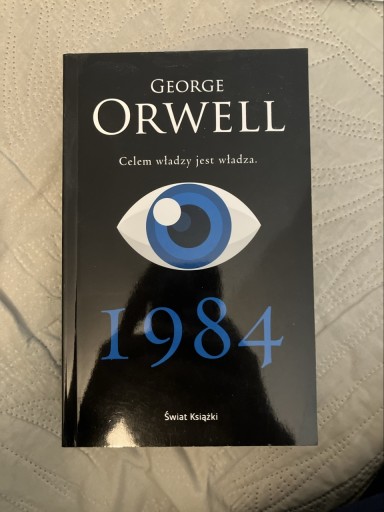 GEORGE
ORWELL
Celem władzy jest władza.
1984
Świat Książki